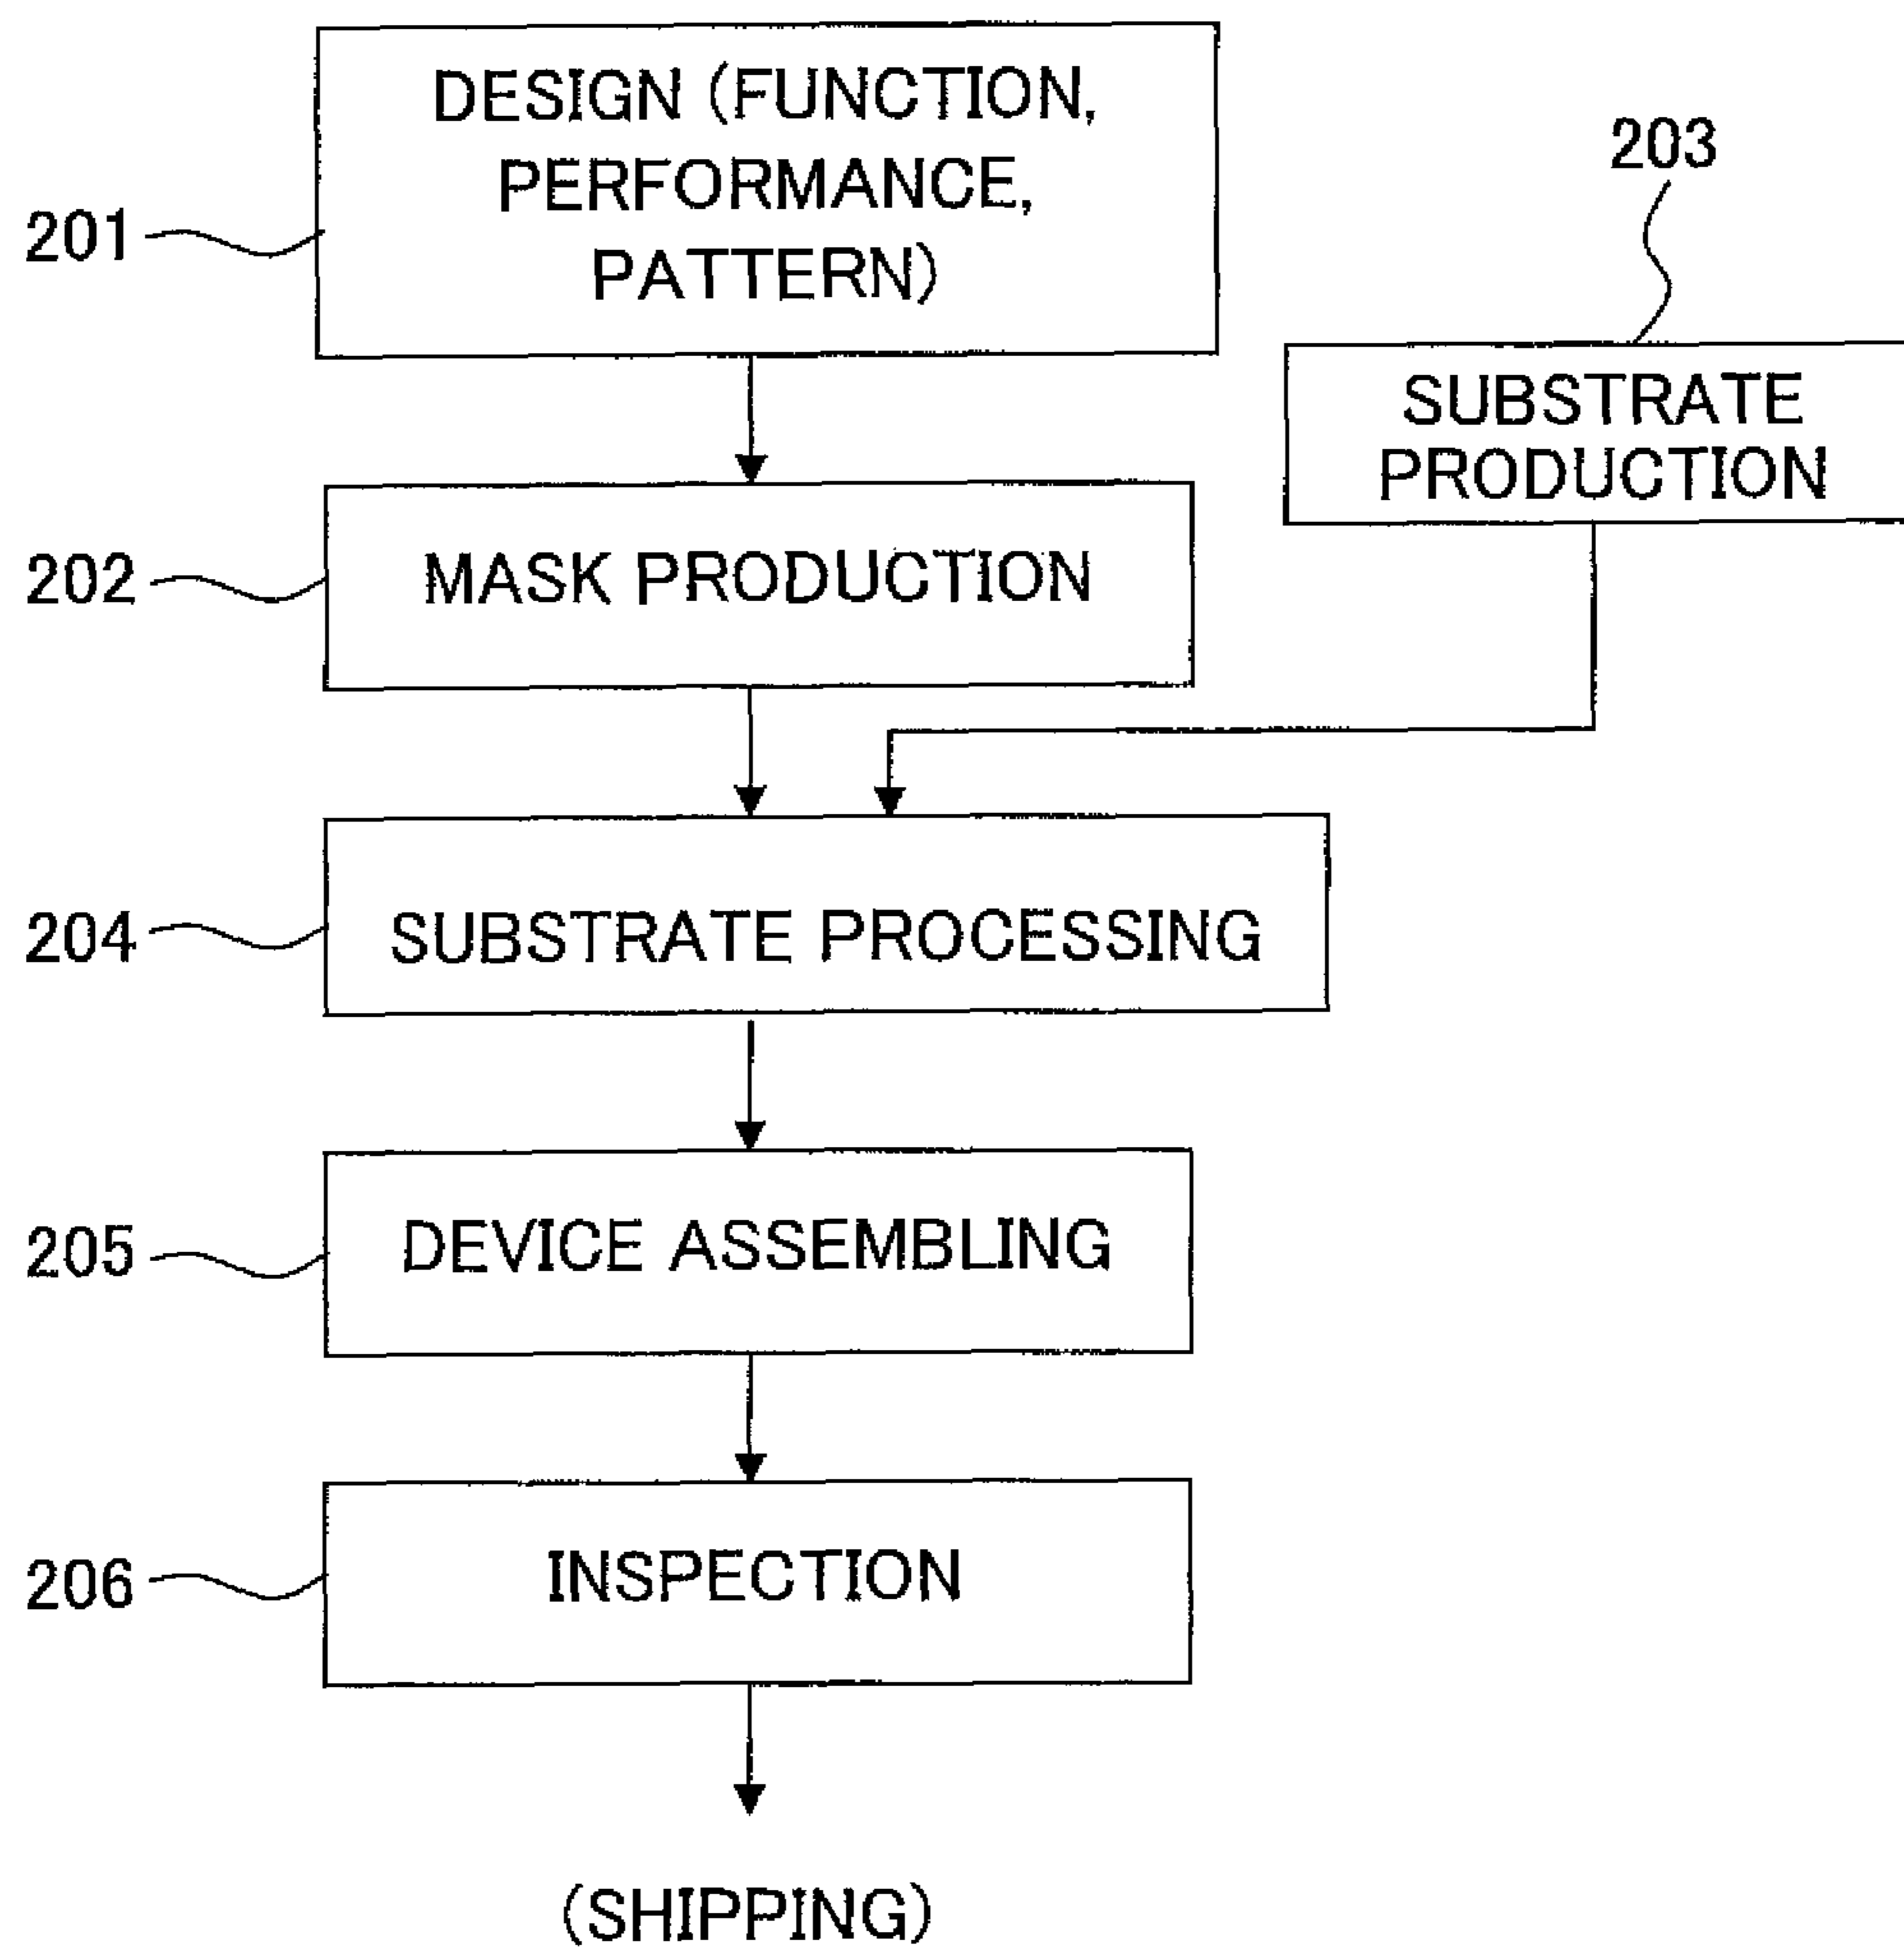 DESIGN (FUNCTION,
PERFORMANCE,
PATTERN)
201
203
SUBSTRATE
PRODUCTION
202
MASK PRODUCTION
204
SUBSTRATE PROCESSING
205
DEVICE ASSEMBLING
206
INSPECTION
(SHIPPING)